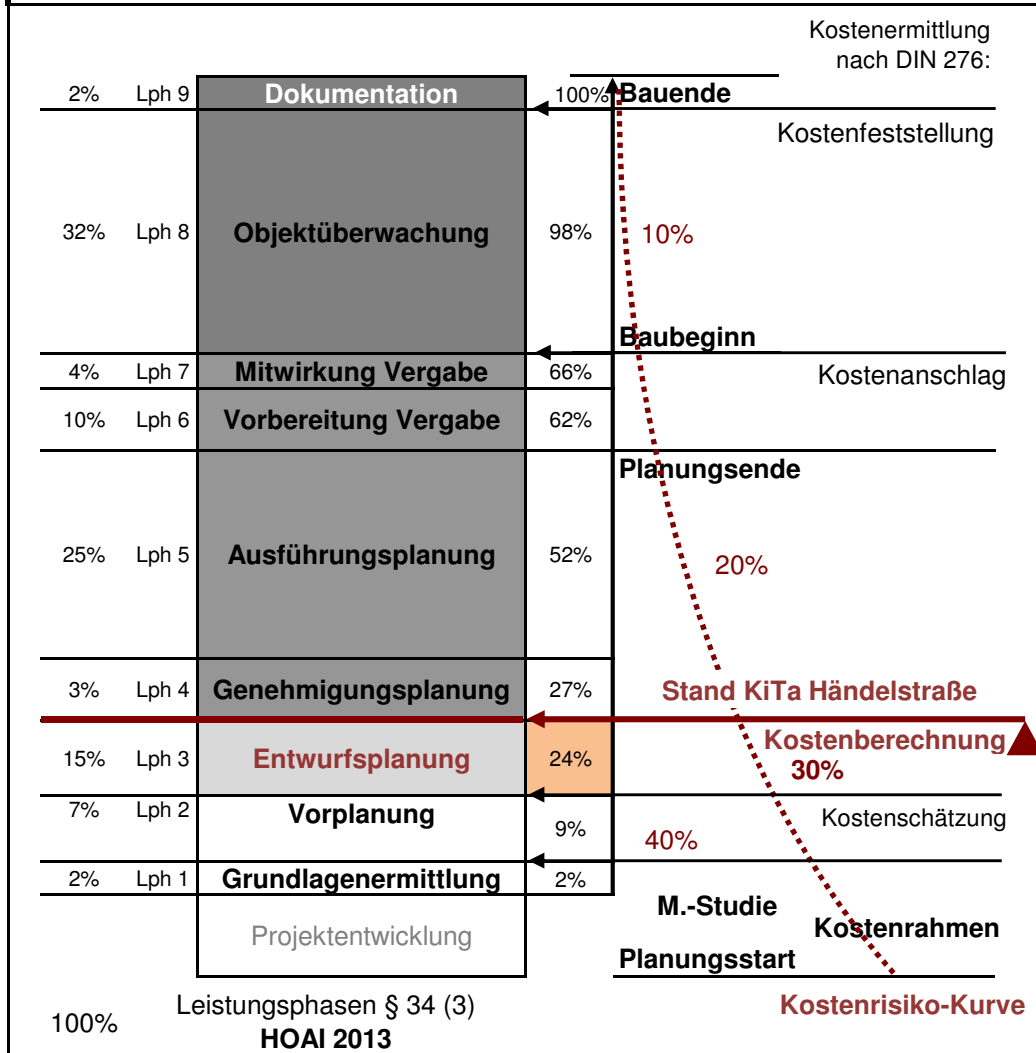 Kostenermittlung
nach DIN 276:
2% Lph 9 Dokumentation 100% Bauende
Kostenfeststellung
32% Lph 8 Objektüberwachung 98% 10%
Baubeginn
4% Lph 7 Mitwirkung Vergabe 66% Kostenanschlag
10% Lph 6 Vorbereitung Vergabe 62%
Planungsende
25% Lph 5 Ausführungsplanung 52% 20%
3% Lph 4 Genehmigungsplanung 27% Stand KiTa Händelstraße
Kostenberechnung
15% Lph 3 Entwurfsplanung 24% 30%
7% Lph 2 Vorplanung Kostenschätzung
9% 40%
2% Lph 1 Grundlagenermittlung 2%
M.-Studie
Kostenrahmen
Projektentwicklung
Planungsstart
Leistungsphasen § 34 (3) Kostenrisiko-Kurve
100%
HOAI 2013